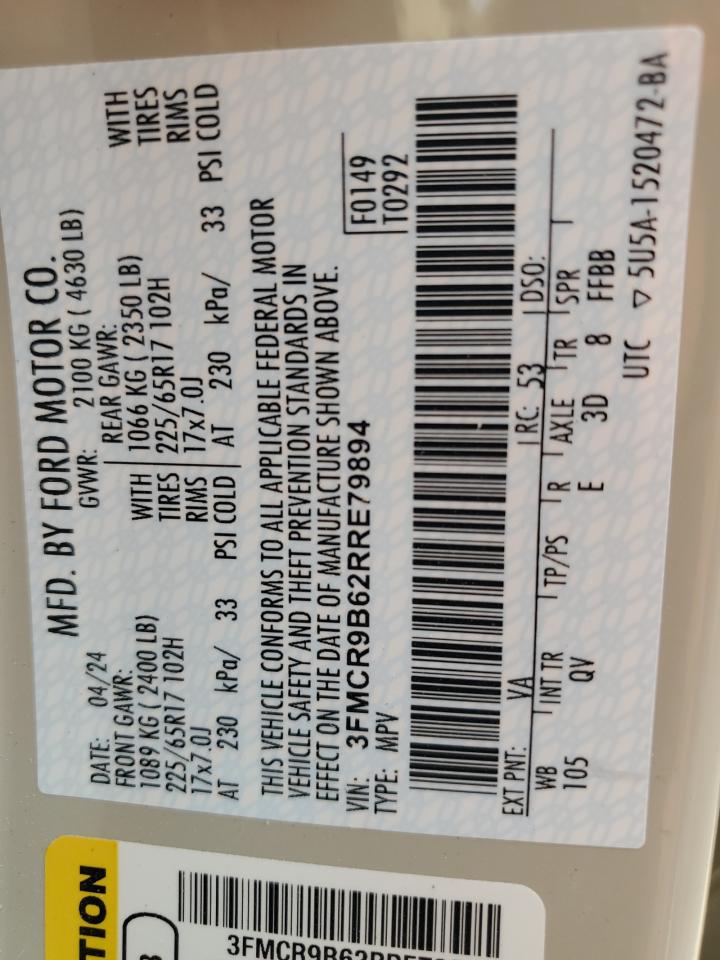 MFD. BY FORD MOTOR CO.
DATE: 04/24 GVWR: 2100 KG ( 4630 LB)
FRONT GAWR: REAR GAWR:
1089 KG ( 2400 LB) WITH 1066 KG ( 2350 LB) WITH
225/65R17 102H TIRES 225/65R17 102H TIRES
17x7.0J RIMS 17x7.0J RIMS
AT 230 kPa/ 33 PSI COLD AT 230 kPa/ 33 PSI COLD
THIS VEHICLE CONFORMS TO ALL APPLICABLE FEDERAL MOTOR
VEHICLE SAFETY AND THEFT PREVENTION STANDARDS IN
EFFECT ON THE DATE OF MANUFACTURE SHOWN ABOVE.
VIN: 3FMCR9B62RRE79894 F0149
TYPE: MPV T0292
EXT PNT: VA RC: 53 DSO:
WB INT TR TP/PS R AXLE TR SPR
105 QV E 3D 8 FFBB
UTC ▽ 5U5A-1520472-BA
TION
3FMCR9B62RRE7